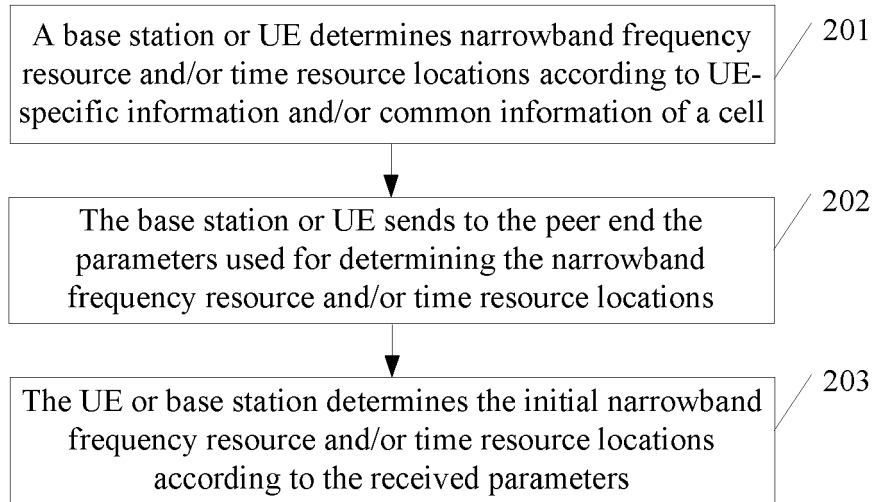 A base station or UE determines narrowband frequency
resource and/or time resource locations according to UE-
specific information and/or common information of a cell
201
The base station or UE sends to the peer end the
parameters used for determining the narrowband
frequency resource and/or time resource locations
202
The UE or base station determines the initial narrowband
frequency resource and/or time resource locations
according to the received parameters
203